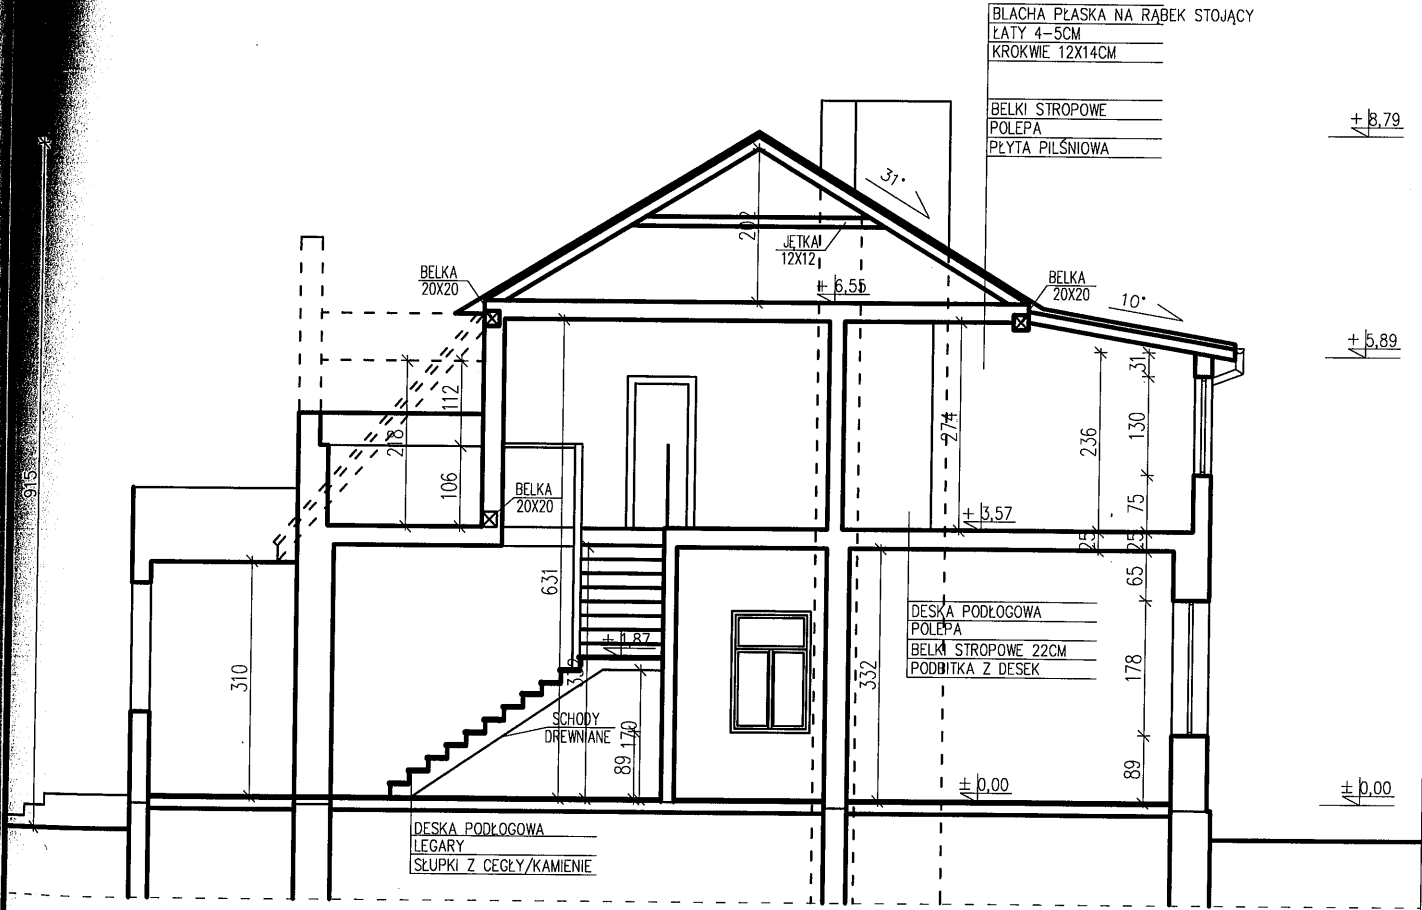 BLACHA PŁASKA NA RĄBEK STOJĄCY
ŁATY 4-5CM
KROKWIE 12X14CM
BELKI STROPOWE
POLEPA
PŁYTA PILŚNIOWA
+ 8,79
31°
202
JĘTKA
12X12
BELKA
20X20
+ 6,55
BELKA
20X20
10°
+ 5,89
31
112
218
274
236
130
106
BELKA
20X20
75
915
+ 3,57
25
25
631
65
DESKA PODŁOGOWA
POLEPA
BELKI STROPOWE 22CM
PODBITKA Z DESEK
+ 1,87
310
332
178
SCHODY
DREWNIANE
170
89
89
± 0,00
± 0,00
DESKA PODŁOGOWA
LEGARY
SŁUPKI Z CEGŁY/KAMIENIE